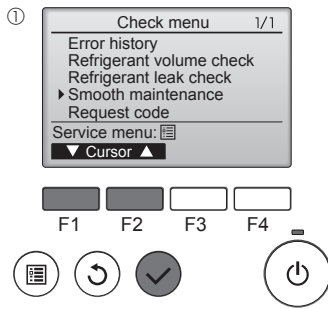 ①
Check menu 1/1
Error history
Refrigerant volume check
Refrigerant leak check
Smooth maintenance
Request code
Service menu:
▼ Cursor ▲
F1 F2 F3 F4